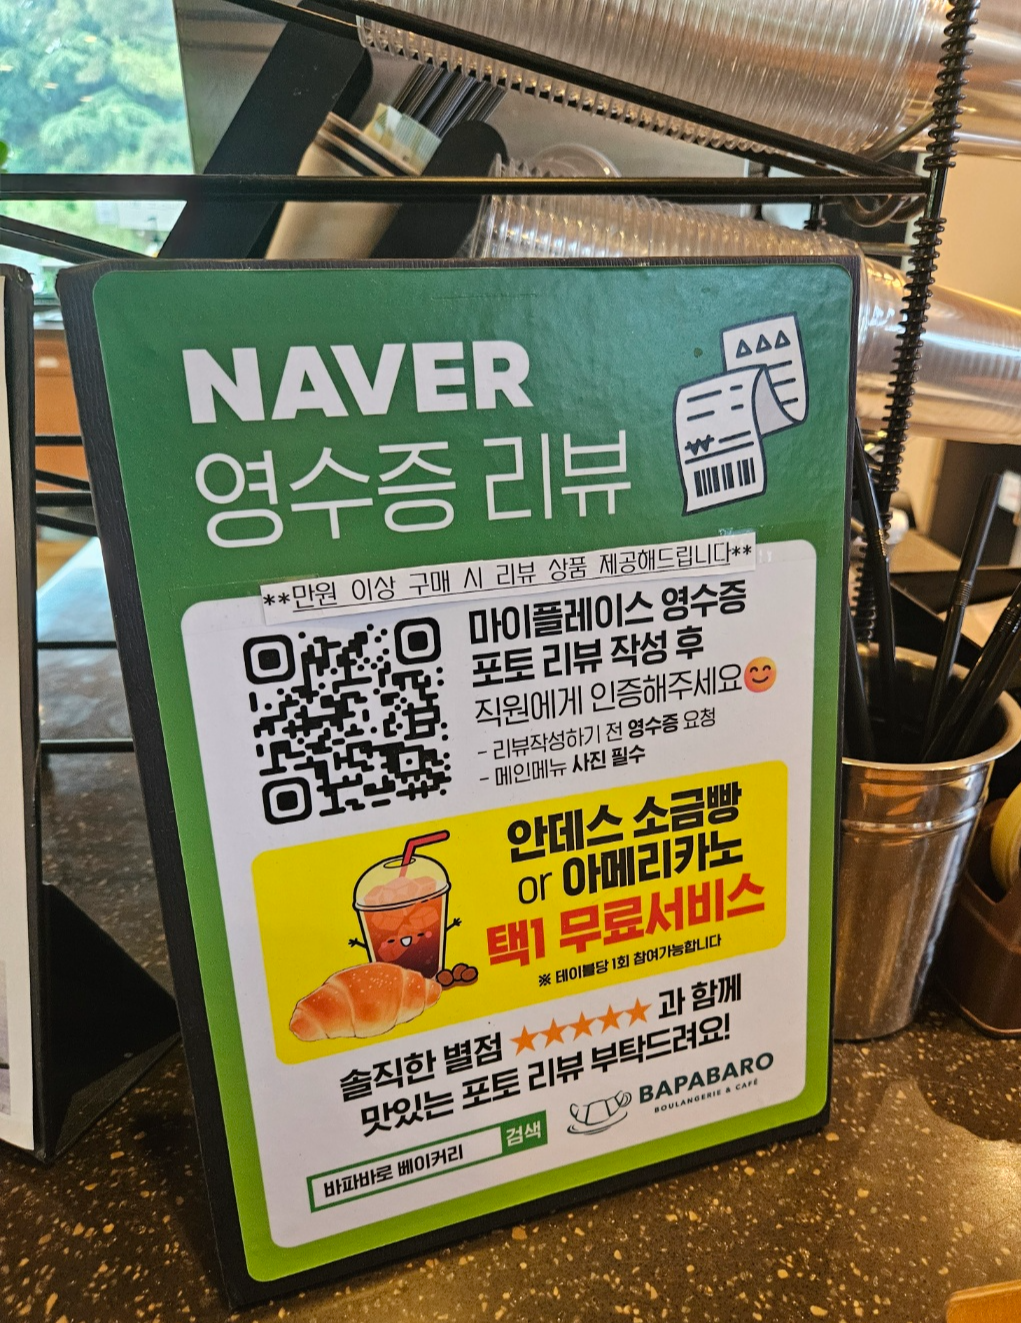 NAVER
영수증 리뷰
**만원 이상 구매 시 리뷰 상품 제공해드립니다**
마이플레이스 영수증
포토 리뷰 작성 후
직원에게 인증해주세요😊
- 리뷰작성하기 전 영수증 요청
- 메인메뉴 사진 필수
안데스 소금빵
or 아메리카노
택1 무료서비스
※ 테이블당 1회 참여가능합니다
솔직한 별점 ★★★★★과 함께
맛있는 포토 리뷰 부탁드려요!
BAPABARO
BOULANGERIE & CAFÉ
바파바로 베이커리 검색